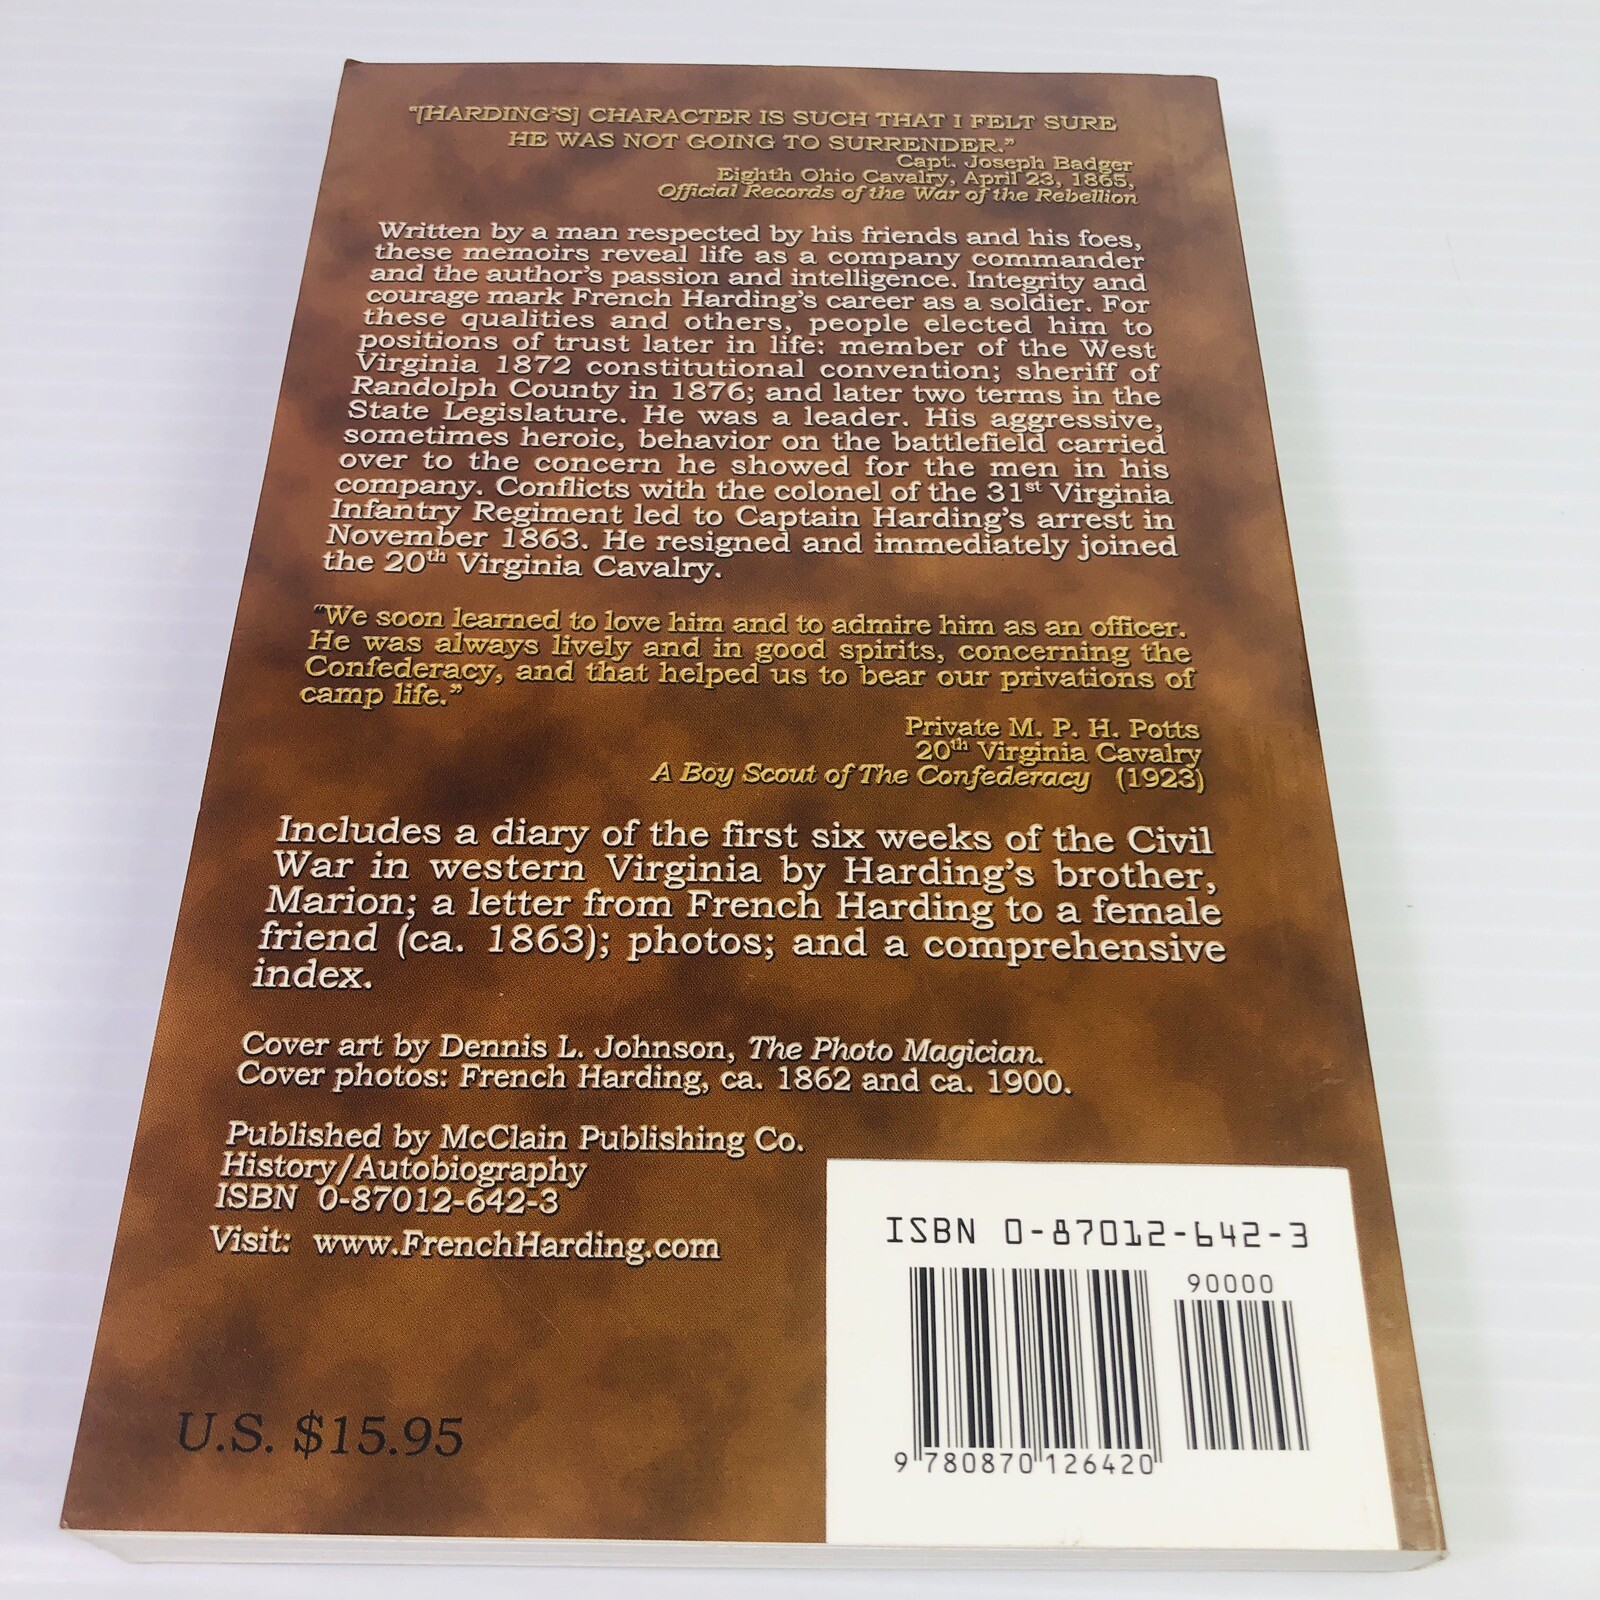 "[HARDING'S] CHARACTER IS SUCH THAT I FELT SURE
HE WAS NOT GOING TO SURRENDER."
Capt. Joseph Badger
Eighth Ohio Cavalry, April 23, 1865,
Official Records of the War of the Rebellion
Written by a man respected by his friends and his foes,
these memoirs reveal life as a company commander
and the author's passion and intelligence. Integrity and
courage mark French Harding's career as a soldier. For
these qualities and others, people elected him to
positions of trust later in life: member of the West
Virginia 1872 constitutional convention; sheriff of
Randolph County in 1876; and later two terms in the
State Legislature. He was a leader. His aggressive,
sometimes heroic, behavior on the battlefield carried
over to the concern he showed for the men in his
company. Conflicts with the colonel of the 31st Virginia
Infantry Regiment led to Captain Harding's arrest in
November 1863. He resigned and immediately joined
the 20th Virginia Cavalry.
"We soon learned to love him and to admire him as an officer.
He was always lively and in good spirits, concerning the
Confederacy, and that helped us to bear our privations of
camp life."
Private M. P. H. Potts
20th Virginia Cavalry
A Boy Scout of The Confederacy (1923)
Includes a diary of the first six weeks of the Civil
War in western Virginia by Harding's brother,
Marion; a letter from French Harding to a female
friend (ca. 1863); photos; and a comprehensive
index.
Cover art by Dennis L. Johnson, The Photo Magician.
Cover photos: French Harding, ca. 1862 and ca. 1900.
Published by McClain Publishing Co.
History/Autobiography
ISBN 0-87012-642-3
Visit: www.FrenchHarding.com
U.S. $15.95
ISBN 0-87012-642-3
90000
9 780870 126420